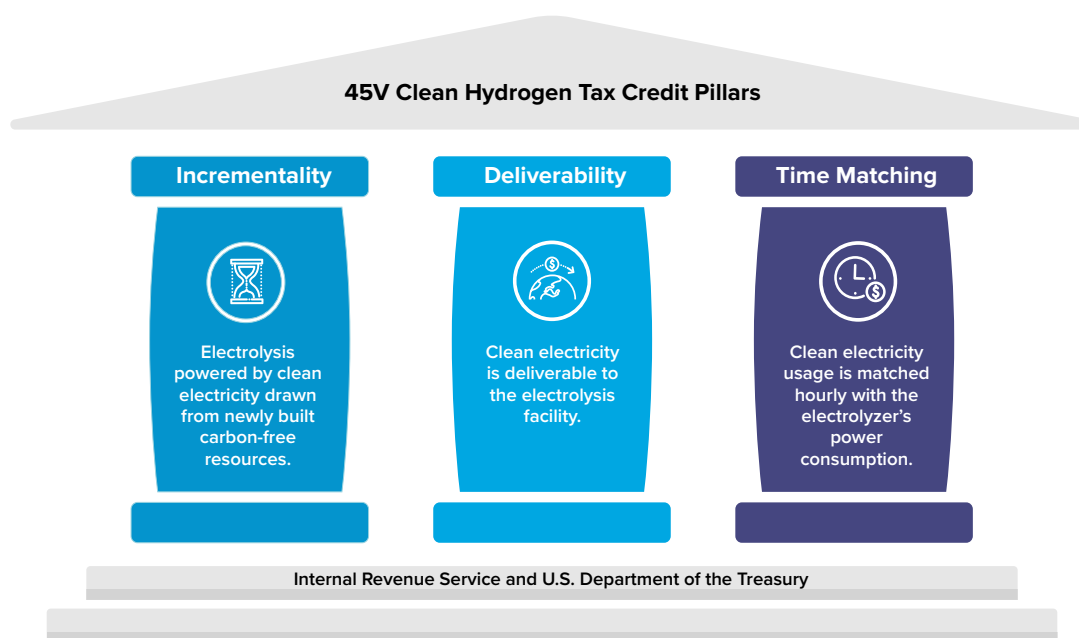 45V Clean Hydrogen Tax Credit Pillars
Incrementality
Electrolysis
powered by clean
electricity drawn
from newly built
carbon-free
resources.
Deliverability
$
Clean electricity
is deliverable to
the electrolysis
facility.
Time Matching
$
Clean electricity
usage is matched
hourly with the
electrolyzer's
power
consumption.
Internal Revenue Service and U.S. Department of the Treasury